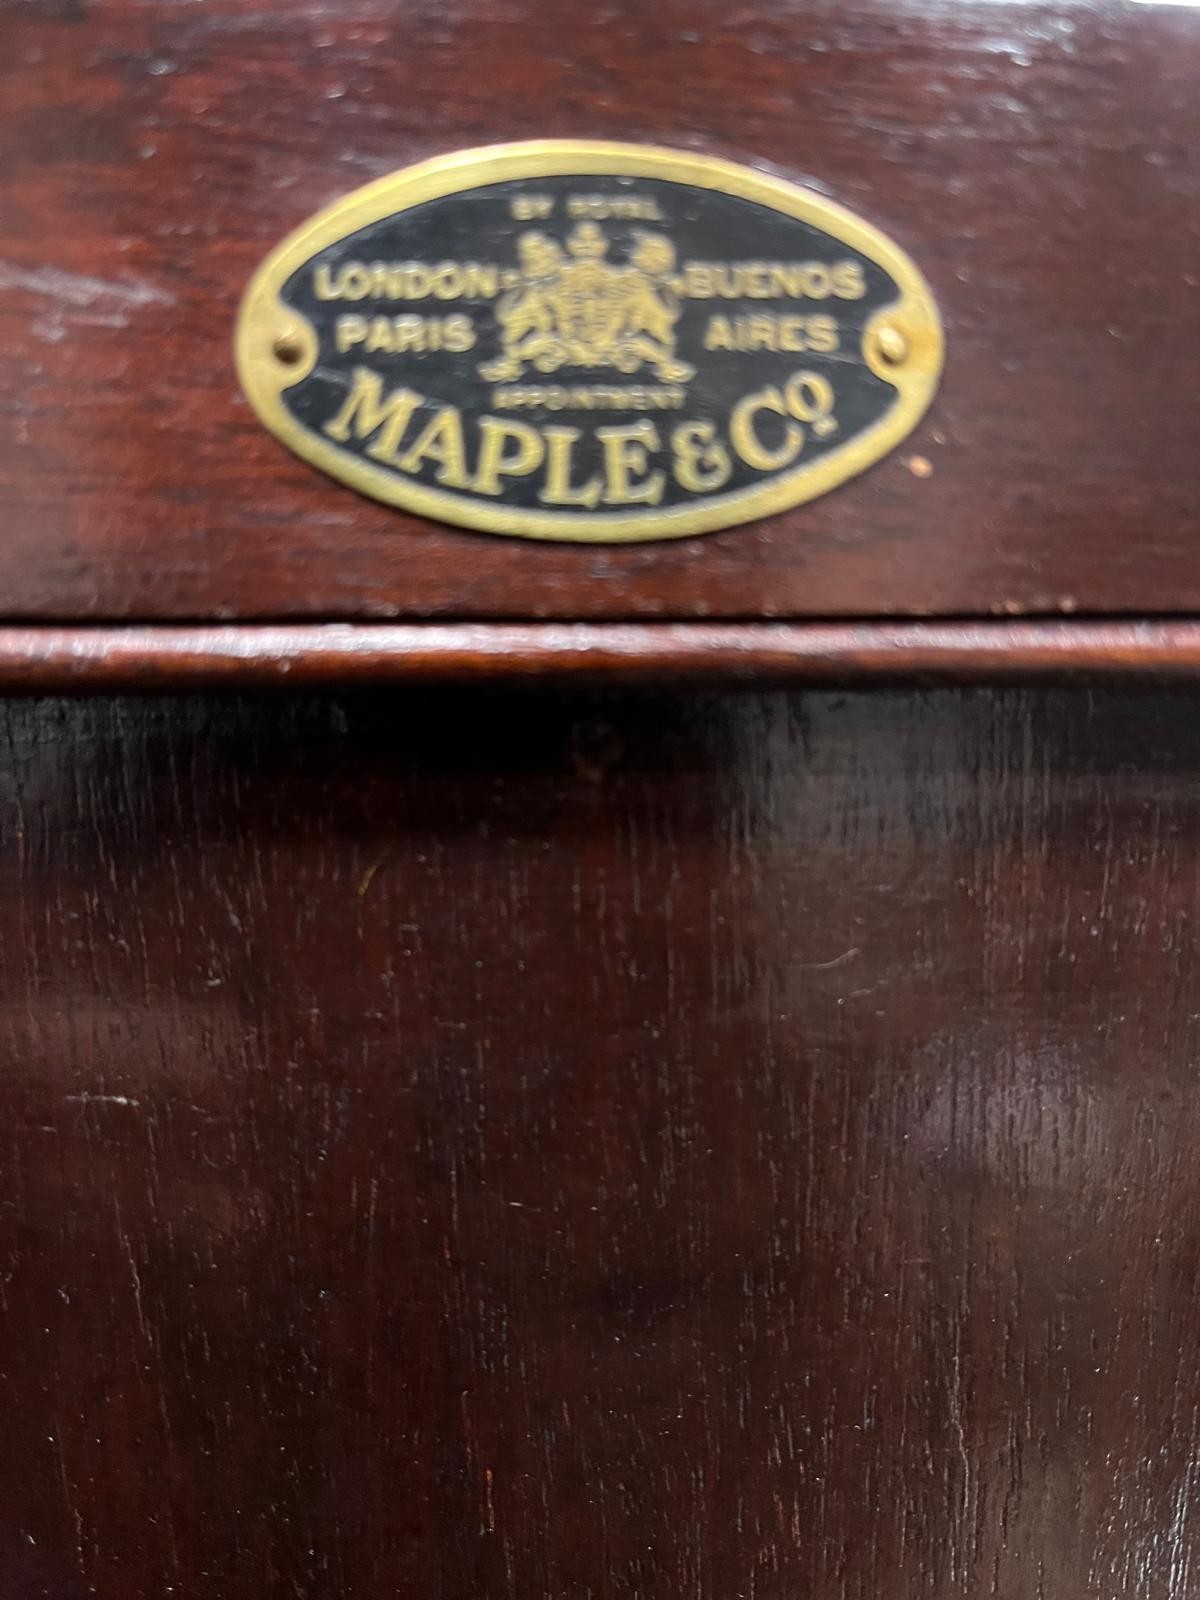 BY ROYAL
LONDON BUENOS
PARIS AIRES
APPOINTMENT
MAPLE & Co